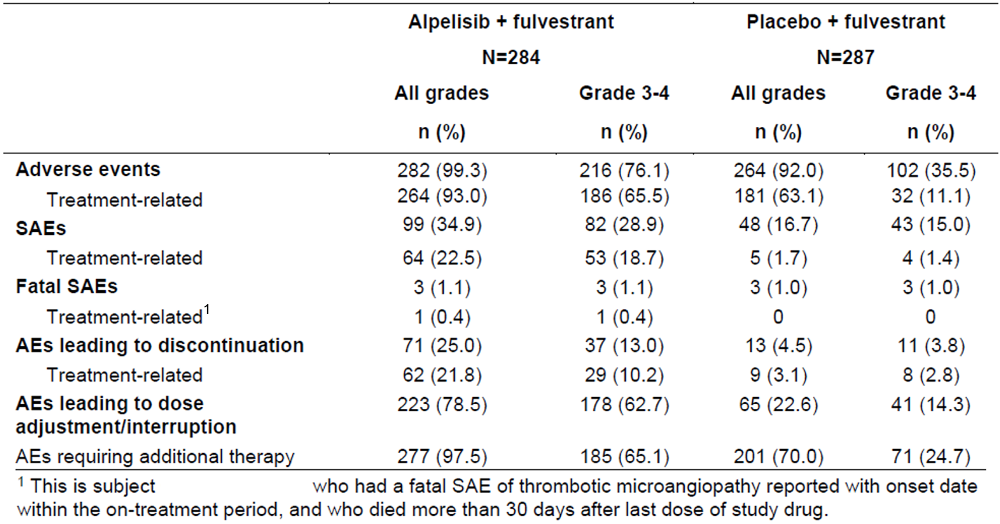 Alpelisib + fulvestrant Placebo + fulvestrant
N=284 N=287
All grades Grade 3-4 All grades Grade 3-4
n (%) n (%) n (%) n (%)
Adverse events 282 (99.3) 216 (76.1) 264 (92.0) 102 (35.5)
Treatment-related 264 (93.0) 186 (65.5) 181 (63.1) 32 (11.1)
SAEs 99 (34.9) 82 (28.9) 48 (16.7) 43 (15.0)
Treatment-related 64 (22.5) 53 (18.7) 5 (1.7) 4 (1.4)
Fatal SAEs 3 (1.1) 3 (1.1) 3 (1.0) 3 (1.0)
Treatment-related1 1 (0.4) 1 (0.4) 0 0
AEs leading to discontinuation 71 (25.0) 37 (13.0) 13 (4.5) 11 (3.8)
Treatment-related 62 (21.8) 29 (10.2) 9 (3.1) 8 (2.8)
AEs leading to dose 223 (78.5) 178 (62.7) 65 (22.6) 41 (14.3)
adjustment/interruption
AEs requiring additional therapy 277 (97.5) 185 (65.1) 201 (70.0) 71 (24.7)
1 This is subject who had a fatal SAE of thrombotic microangiopathy reported with onset date
within the on-treatment period, and who died more than 30 days after last dose of study drug.